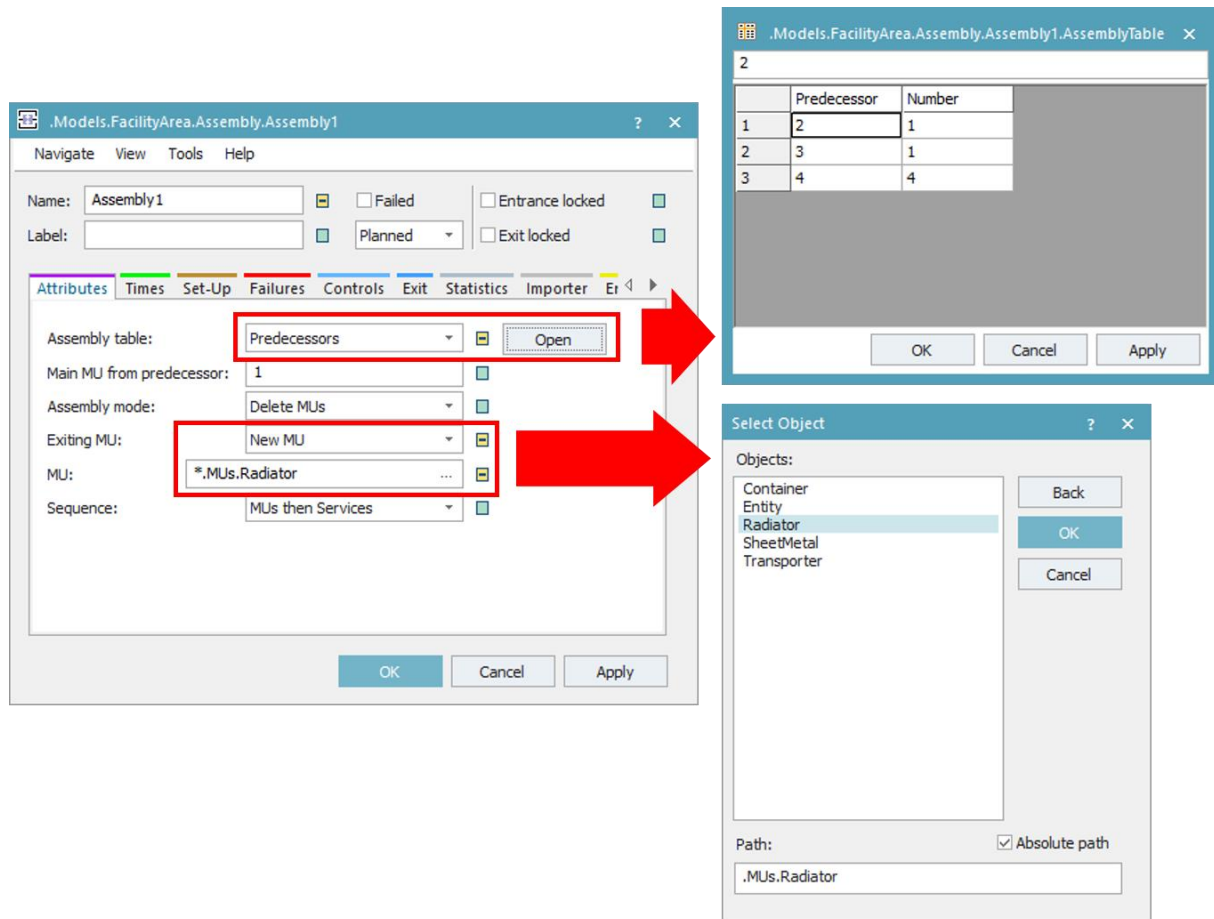 .Models.FacilityArea.Assembly.Assembly1 ? ×
Navigate View Tools Help
Name: Assembly1 Failed Entrance locked
Label: Planned Exit locked
Attributes Times Set-Up Failures Controls Exit Statistics Importer Er
Assembly table: Predecessors Open
Main MU from predecessor: 1
Assembly mode: Delete MUs
Exiting MU: New MU
MU: *.MUs.Radiator ...
Sequence: MUs then Services
OK Cancel Apply
.Models.FacilityArea.Assembly.Assembly1.AssemblyTable ×
2
Predecessor Number
1 2 1
2 3 1
3 4 4
OK Cancel Apply
Select Object ? ×
Objects:
Container
Entity
Radiator
SheetMetal
Transporter
Back
OK
Cancel
Path: Absolute path
.MUs.Radiator